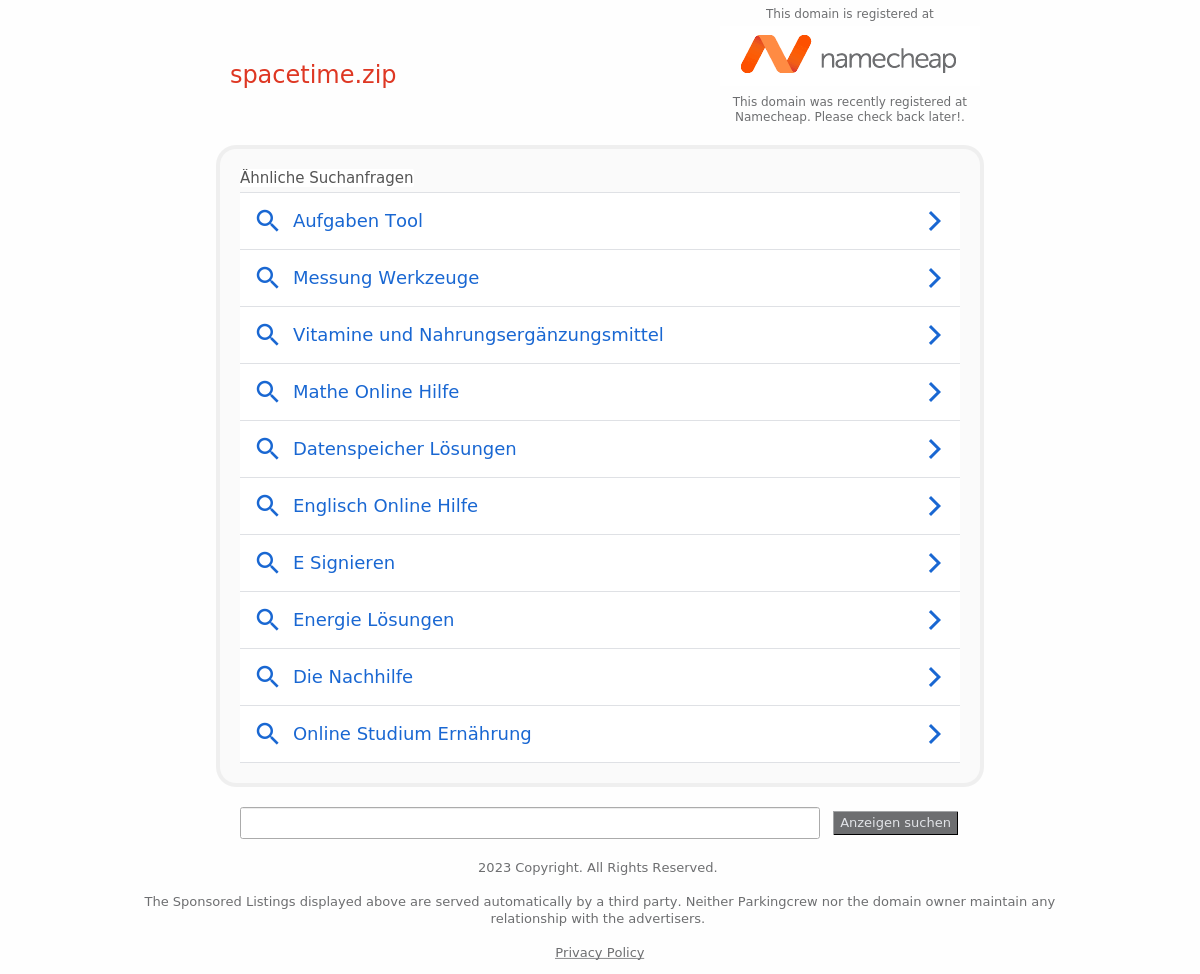 This domain is registered at
namecheap
spacetime.zip
This domain was recently registered at
Namecheap. Please check back later!.
Ähnliche Suchanfragen
Aufgaben Tool
Messung Werkzeuge
Vitamine und Nahrungsergänzungsmittel
Mathe Online Hilfe
Datenspeicher Lösungen
Englisch Online Hilfe
E Signieren
Energie Lösungen
Die Nachhilfe
Online Studium Ernährung
Anzeigen suchen
2023 Copyright. All Rights Reserved.
The Sponsored Listings displayed above are served automatically by a third party. Neither Parkingcrew nor the domain owner maintain any
relationship with the advertisers.
Privacy Policy